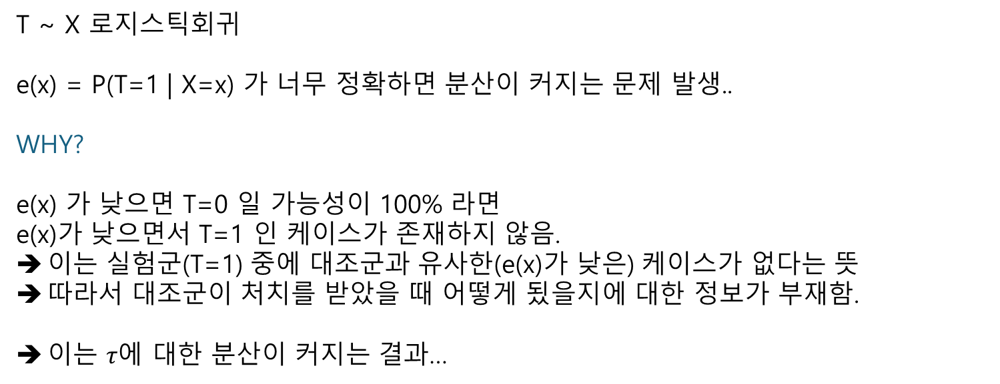 T ~ X 로지스틱회귀
e(x) = P(T=1 | X=x) 가 너무 정확하면 분산이 커지는 문제 발생..
WHY?
e(x) 가 낮으면 T=0 일 가능성이 100% 라면
e(x)가 낮으면서 T=1 인 케이스가 존재하지 않음.
➔ 이는 실험군(T=1) 중에 대조군과 유사한(e(x)가 낮은) 케이스가 없다는 뜻
➔ 따라서 대조군이 처치를 받았을 때 어떻게 됐을지에 대한 정보가 부재함.
➔ 이는 𝜏에 대한 분산이 커지는 결과...